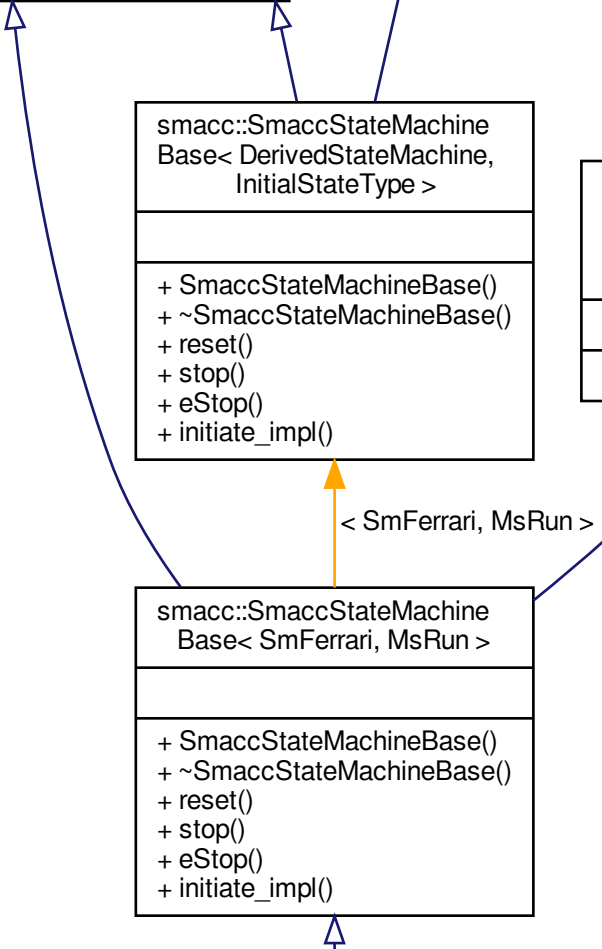 smacc::SmaccStateMachine
Base< DerivedStateMachine,
InitialStateType >
+ SmaccStateMachineBase()
+ ~SmaccStateMachineBase()
+ reset()
+ stop()
+ eStop()
+ initiate_impl()
< SmFerrari, MsRun >
smacc::SmaccStateMachine
Base< SmFerrari, MsRun >
+ SmaccStateMachineBase()
+ ~SmaccStateMachineBase()
+ reset()
+ stop()
+ eStop()
+ initiate_impl()